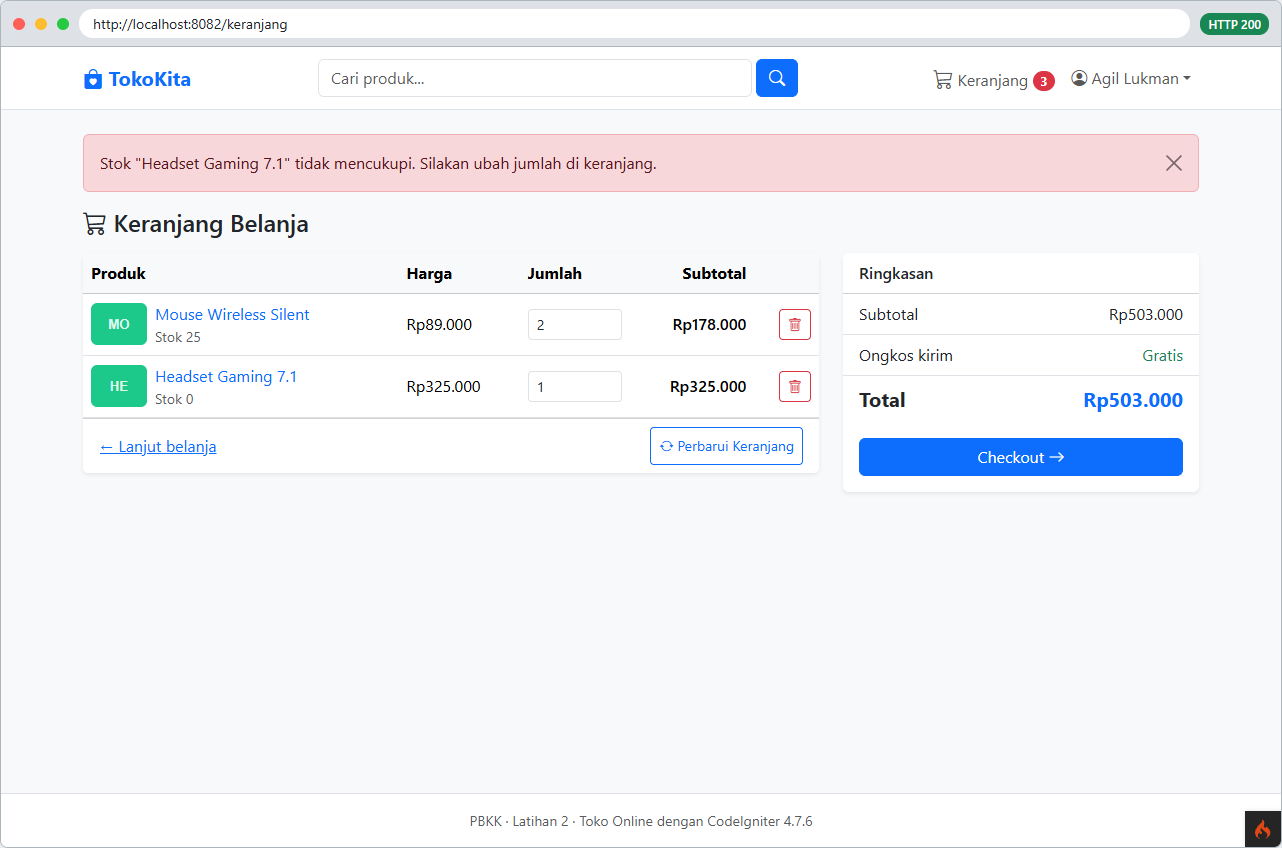 http://localhost:8082/keranjang
HTTP 200
TokoKita
Cari produk...
Keranjang 3
Agil Lukman
Stok "Headset Gaming 7.1" tidak mencukupi. Silakan ubah jumlah di keranjang.
Keranjang Belanja
Produk Harga Jumlah Subtotal
MO
Mouse Wireless Silent
Stok 25
Rp89.000
2
Rp178.000
HE
Headset Gaming 7.1
Stok 0
Rp325.000
1
Rp325.000
← Lanjut belanja
Perbarui Keranjang
Ringkasan
Subtotal Rp503.000
Ongkos kirim Gratis
Total Rp503.000
Checkout →
PBKK · Latihan 2 · Toko Online dengan CodeIgniter 4.7.6